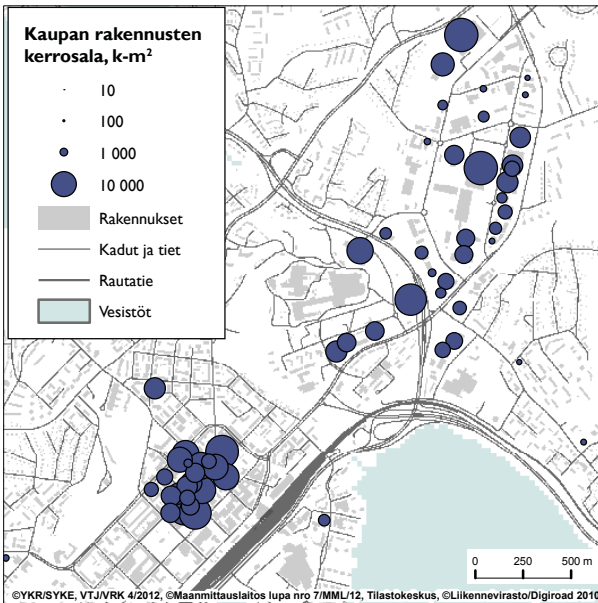 Kaupan rakennusten
kerrosala, k-m²
10
100
1 000
10 000
Rakennukset
Kadut ja tiet
Rautatie
Vesistöt
0 250 500 m
©YKR/SYKE, VTJ/VRK 4/2012, ©Maanmittauslaitos lupa nro 7/MML/12, Tilastokeskus, ©Liikennevirasto/Digiroad 2010